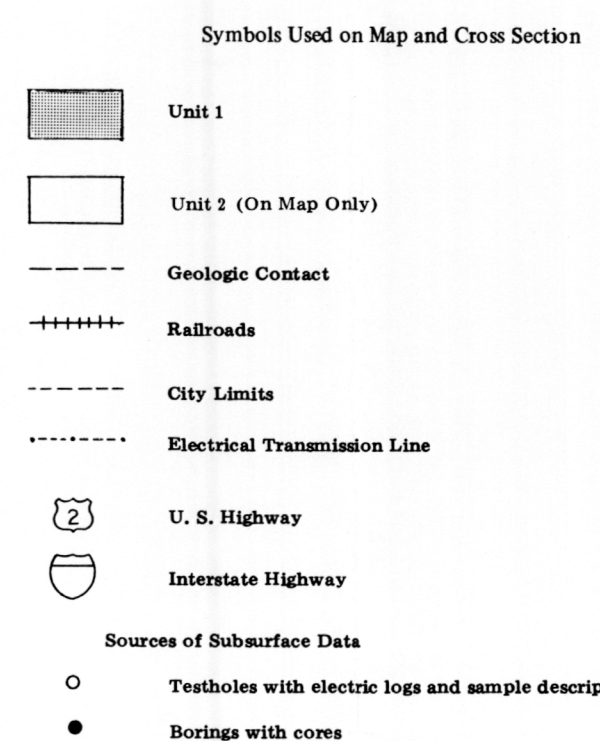 Symbols Used on Map and Cross Section
Unit 1
Unit 2 (On Map Only)
Geologic Contact
Railroads
City Limits
Electrical Transmission Line
2
U. S. Highway
Interstate Highway
Sources of Subsurface Data
Testholes with electric logs and sample descrip
Borings with cores